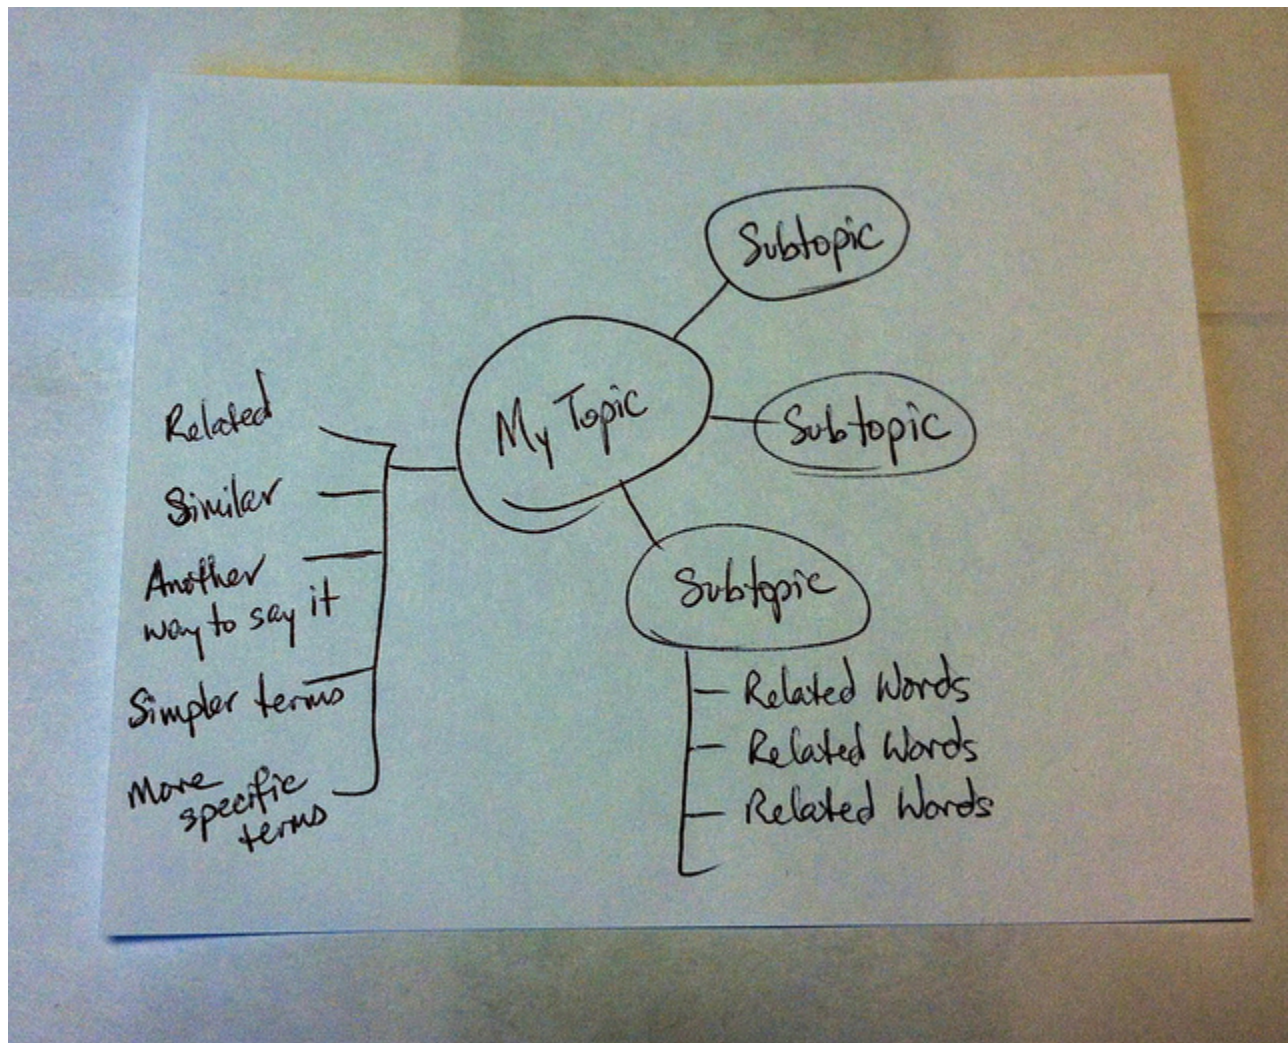 Subtopic
My Topic
Subtopic
Subtopic
Related Words
Related Words
Related Words
Related
Similar
Another
way to say it
Simpler terms
More
specific
terms